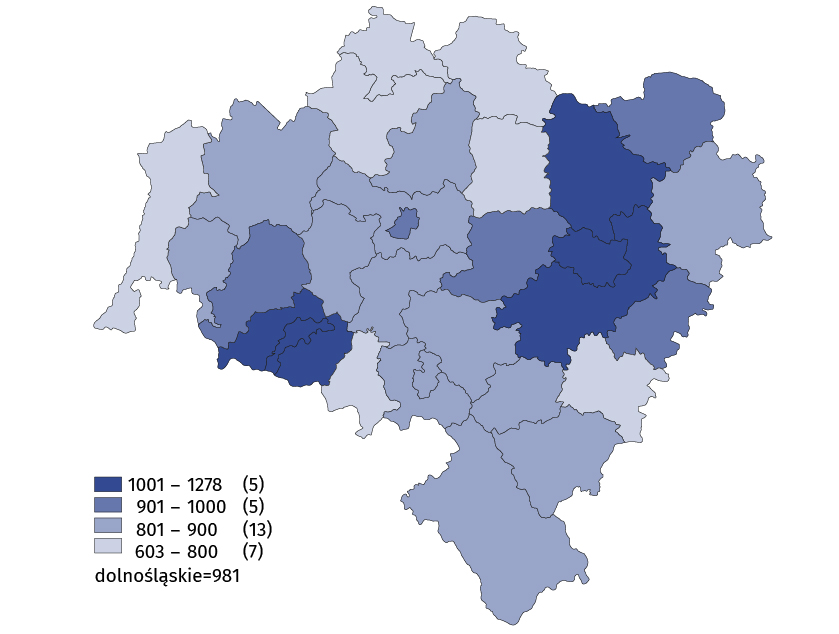 1001 – 1278 (5)
901 – 1000 (5)
801 – 900 (13)
603 – 800 (7)
dolnośląskie=981